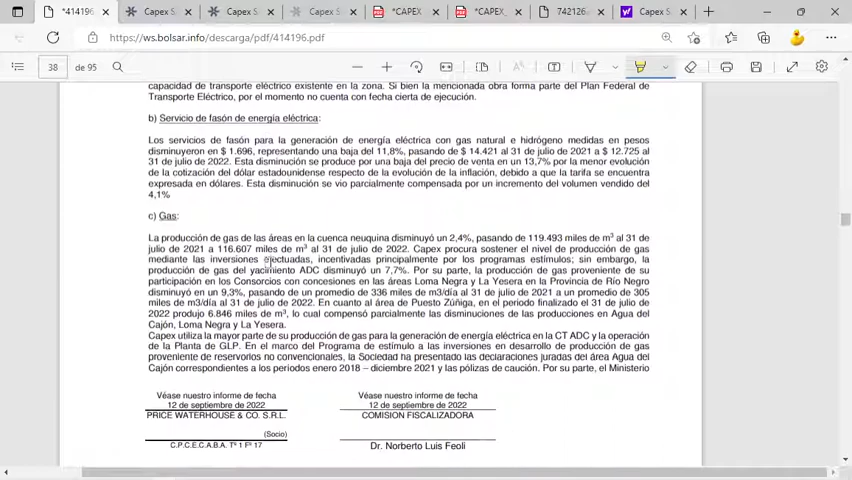 *414196
Capex S.
Capex S.
Capex S.
*CAPEX
*CAPEX_
742126
Capex S.
https://ws.bolsar.info/descarga/pdf/414196.pdf
38 de 95
capacidad de transporte eléctrico existente en la zona. Si bien la mencionada obra forma parte del Plan Federal de
Transporte Eléctrico, por el momento no cuenta con fecha cierta de ejecución.
b) Servicio de fasón de energía eléctrica:
Los servicios de fasón para la generación de energía eléctrica con gas natural e hidrógeno medidas en pesos
disminuyeron en $ 1.696, representando una baja del 11,8%, pasando de $ 14.421 al 31 de julio de 2021 a $ 12.725 al
31 de julio de 2022. Esta disminución se produce por una baja del precio de venta en un 13,7% por la menor evolución
de la cotización del dólar estadounidense respecto de la evolución de la inflación, debido a que la tarifa se encuentra
expresada en dólares. Esta disminución se vio parcialmente compensada por un incremento del volumen vendido del
4,1%
c) Gas:
La producción de gas de las áreas en la cuenca neuquina disminuyó un 2,4%, pasando de 119.493 miles de m³ al 31 de
julio de 2021 a 116.607 miles de m³ al 31 de julio de 2022. Capex procura sostener el nivel de producción de gas
mediante las inversiones ejectuadas, incentivadas principalmente por los programas estímulos; sin embargo, la
producción de gas del yacimiento ADC disminuyó un 7,7%. Por su parte, la producción de gas proveniente de su
participación en los Consorcios con concesiones en las áreas Loma Negra y La Yesera en la Provincia de Río Negro
disminuyó en un 9,3%, pasando de un promedio de 336 miles de m3/día al 31 de julio de 2021 a un promedio de 305
miles de m3/día al 31 de julio de 2022. En cuanto al área de Puesto Zúñiga, en el periodo finalizado el 31 de julio de
2022 produjo 6.846 miles de m³, lo cual compensó parcialmente las disminuciones de las producciones en Agua del
Cajón, Loma Negra y La Yesera.
Capex utiliza la mayor parte de su producción de gas para la generación de energía eléctrica en la CT ADC y la operación
de la Planta de GLP. En el marco del Programa de estímulo a las inversiones en desarrollo de producción de gas
proveniente de reservorios no convencionales, la Sociedad ha presentado las declaraciones juradas del área Agua del
Cajón correspondientes a los periodos enero 2018 – diciembre 2021 y las pólizas de caución. Por su parte, el Ministerio
Véase nuestro informe de fecha
12 de septiembre de 2022
PRICE WATERHOUSE & CO. S.R.L.
(Socio)
C.P.C.E.C.A.B.A. Tº 1 Fº 17
Véase nuestro informe de fecha
12 de septiembre de 2022
COMISION FISCALIZADORA
Dr. Norberto Luis Feoli